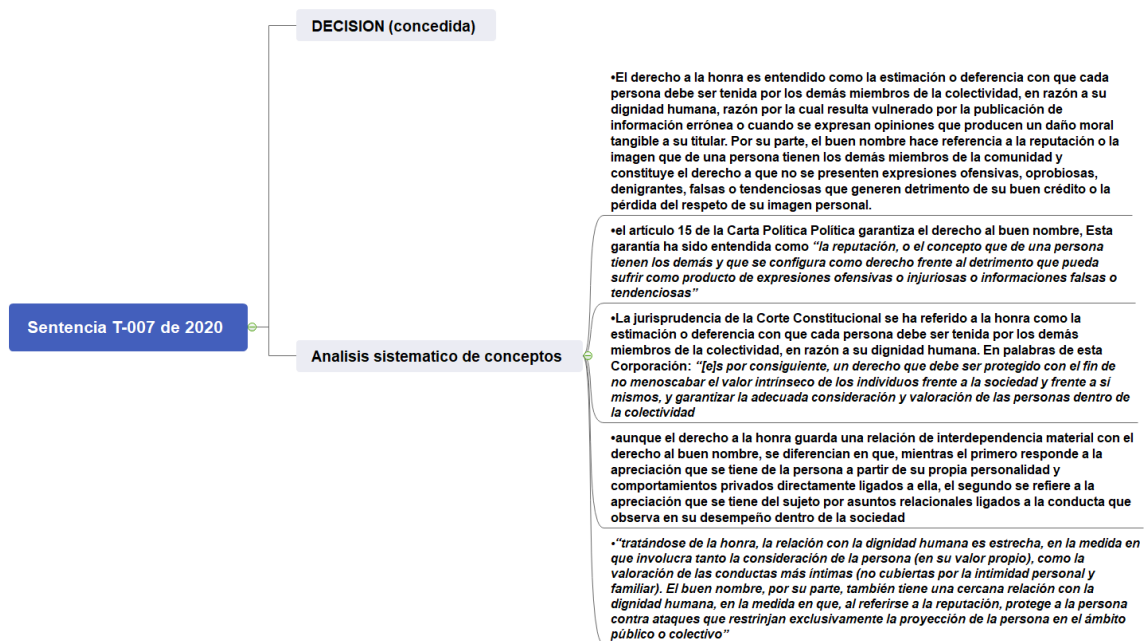 DECISION (concedida)
•El derecho a la honra es entendido como la estimación o deferencia con que cada
persona debe ser tenida por los demás miembros de la colectividad, en razón a su
dignidad humana, razón por la cual resulta vulnerado por la publicación de
información errónea o cuando se expresan opiniones que producen un daño moral
tangible a su titular. Por su parte, el buen nombre hace referencia a la reputación o la
imagen que de una persona tienen los demás miembros de la comunidad y
constituye el derecho a que no se presenten expresiones ofensivas, oprobiosas,
denigrantes, falsas o tendenciosas que generen detrimento de su buen crédito o la
pérdida del respeto de su imagen personal.
•el artículo 15 de la Carta Política Política garantiza el derecho al buen nombre, Esta
garantía ha sido entendida como “la reputación, o el concepto que de una persona
tienen los demás y que se configura como derecho frente al detrimento que pueda
sufrir como producto de expresiones ofensivas o injuriosas o informaciones falsas o
tendenciosas”
Sentencia T-007 de 2020
Analisis sistematico de conceptos
•La jurisprudencia de la Corte Constitucional se ha referido a la honra como la
estimación o deferencia con que cada persona debe ser tenida por los demás
miembros de la colectividad, en razón a su dignidad humana. En palabras de esta
Corporación: “[e]s por consiguiente, un derecho que debe ser protegido con el fin de
no menoscabar el valor intrínseco de los individuos frente a la sociedad y frente a sí
mismos, y garantizar la adecuada consideración y valoración de las personas dentro de
la colectividad
•aunque el derecho a la honra guarda una relación de interdependencia material con el
derecho al buen nombre, se diferencian en que, mientras el primero responde a la
apreciación que se tiene de la persona a partir de su propia personalidad y
comportamientos privados directamente ligados a ella, el segundo se refiere a la
apreciación que se tiene del sujeto por asuntos relacionales ligados a la conducta que
observa en su desempeño dentro de la sociedad
•“tratándose de la honra, la relación con la dignidad humana es estrecha, en la medida en
que involucra tanto la consideración de la persona (en su valor propio), como la
valoración de las conductas más íntimas (no cubiertas por la intimidad personal y
familiar). El buen nombre, por su parte, también tiene una cercana relación con la
dignidad humana, en la medida en que, al referirse a la reputación, protege a la persona
contra ataques que restrinjan exclusivamente la proyección de la persona en el ámbito
público o colectivo”